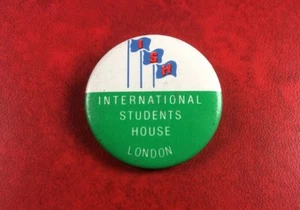 I S H
INTERNATIONAL
STUDENTS
HOUSE
LONDON